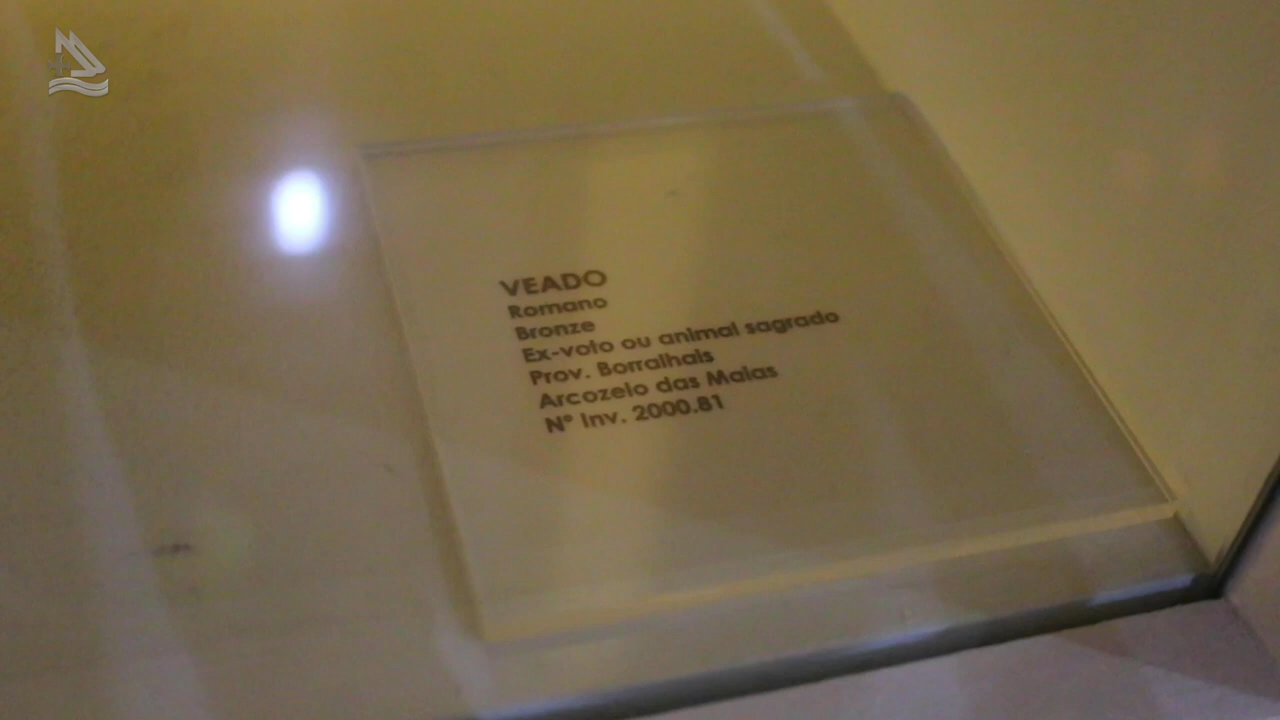 VEADO
Romano
Bronze
Ex-voto ou animal sagrado
Prov. Borralhais
Arcozelo das Maias
Nº Inv. 2000.81